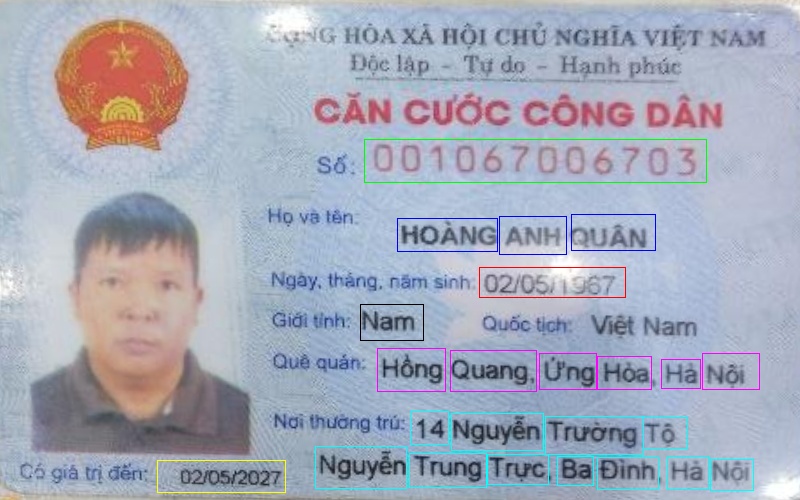 CỘNG HÒA XÃ HỘI CHỦ NGHĨA VIỆT NAM
Độc lập - Tự do - Hạnh phúc
CĂN CƯỚC CÔNG DÂN
Số: 001067006703
Họ và tên:
HOÀNG ANH QUÂN
Ngày, tháng, năm sinh: 02/05/1967
Giới tính: Nam Quốc tịch: Việt Nam
Quê quán: Hồng Quang, Ứng Hòa, Hà Nội
Nơi thường trú: 14 Nguyễn Trường Tộ
Nguyễn Trung Trực, Ba Đình, Hà Nội
Có giá trị đến: 02/05/2027